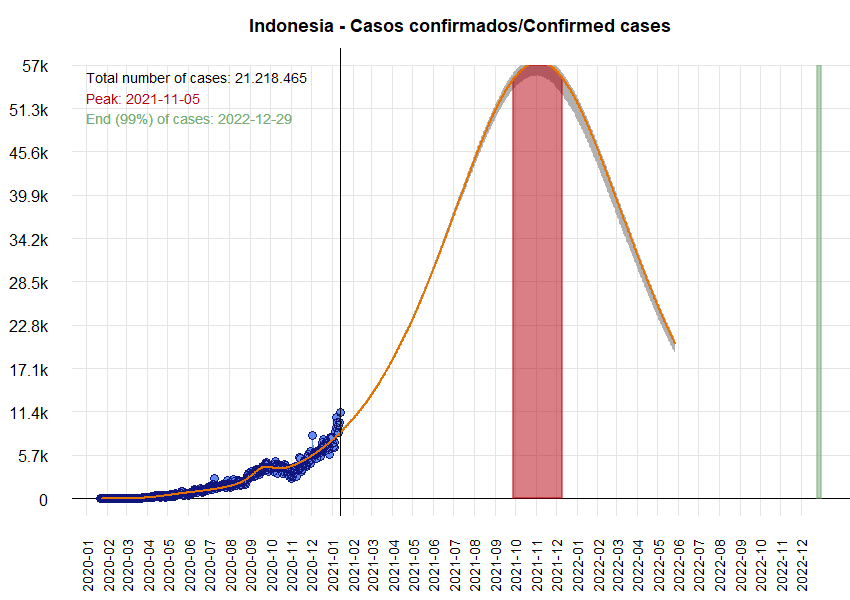 Indonesia - Casos confirmados/Confirmed cases
Total number of cases: 21.218.465
Peak: 2021-11-05
End (99%) of cases: 2022-12-29
57k
51.3k
45.6k
39.9k
34.2k
28.5k
22.8k
17.1k
11.4k
5.7k
0
2020-01
2020-02
2020-03
2020-04
2020-05
2020-06
2020-07
2020-08
2020-09
2020-10
2020-11
2020-12
2021-01
2021-02
2021-03
2021-04
2021-05
2021-06
2021-07
2021-08
2021-09
2021-10
2021-11
2021-12
2022-01
2022-02
2022-03
2022-04
2022-05
2022-06
2022-07
2022-08
2022-09
2022-10
2022-11
2022-12